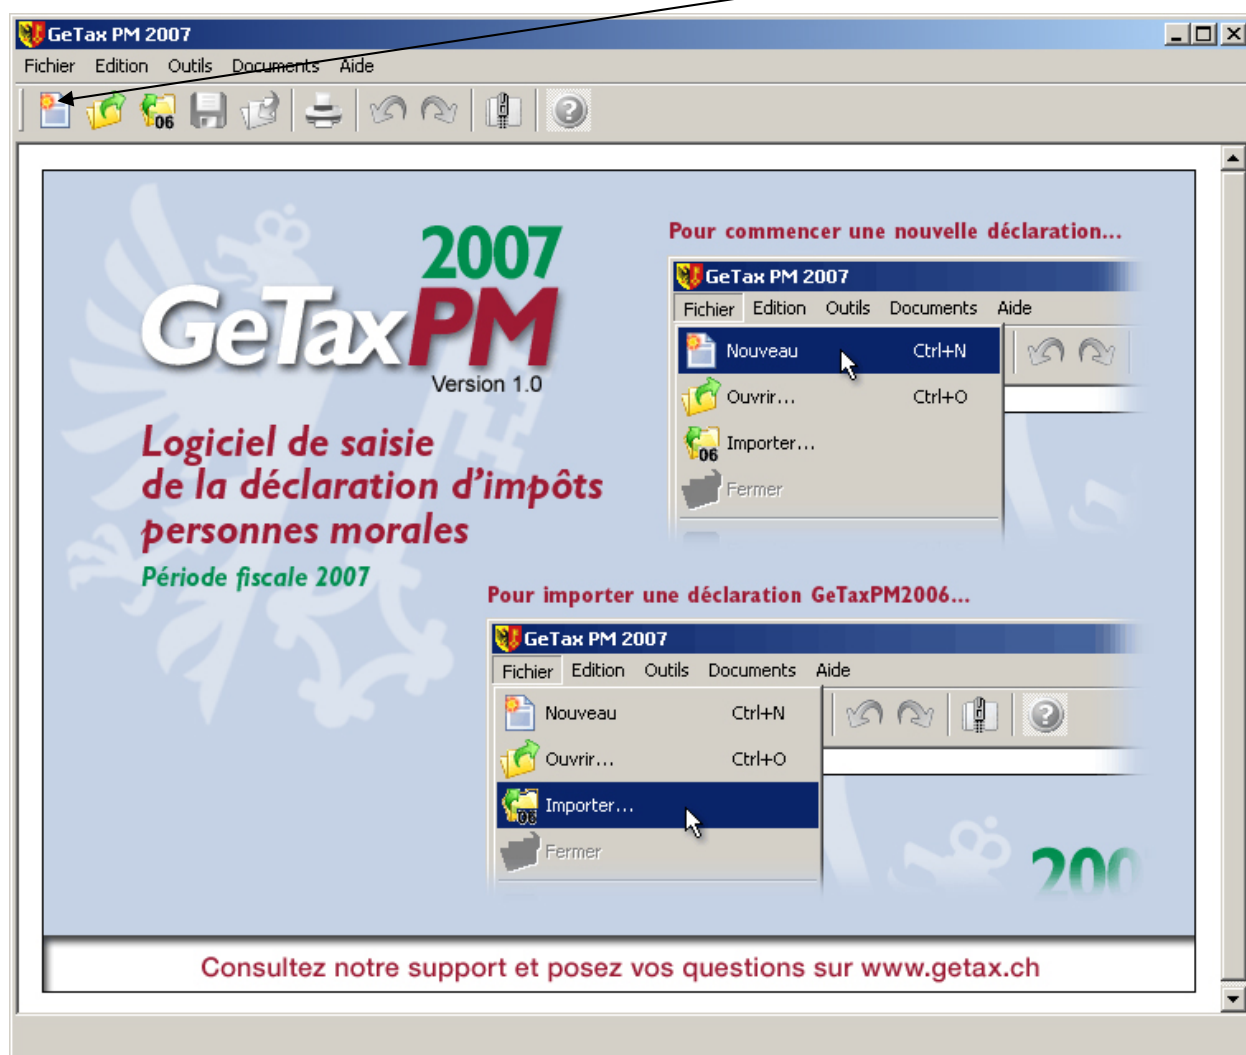 GeTax PM 2007
Fichier Edition Outils Documents Aide
06
2007
GeTaxPM
Version 1.0
Logiciel de saisie
de la déclaration d'impôts
personnes morales
Période fiscale 2007
Pour commencer une nouvelle déclaration...
GeTax PM 2007
Fichier Edition Outils Documents Aide
Nouveau Ctrl+N
Ouvrir... Ctrl+O
06 Importer...
Fermer
Pour importer une déclaration GeTaxPM2006...
GeTax PM 2007
Fichier Edition Outils Documents Aide
Nouveau Ctrl+N
Ouvrir... Ctrl+O
06 Importer...
Fermer
200
Consultez notre support et posez vos questions sur www.getax.ch